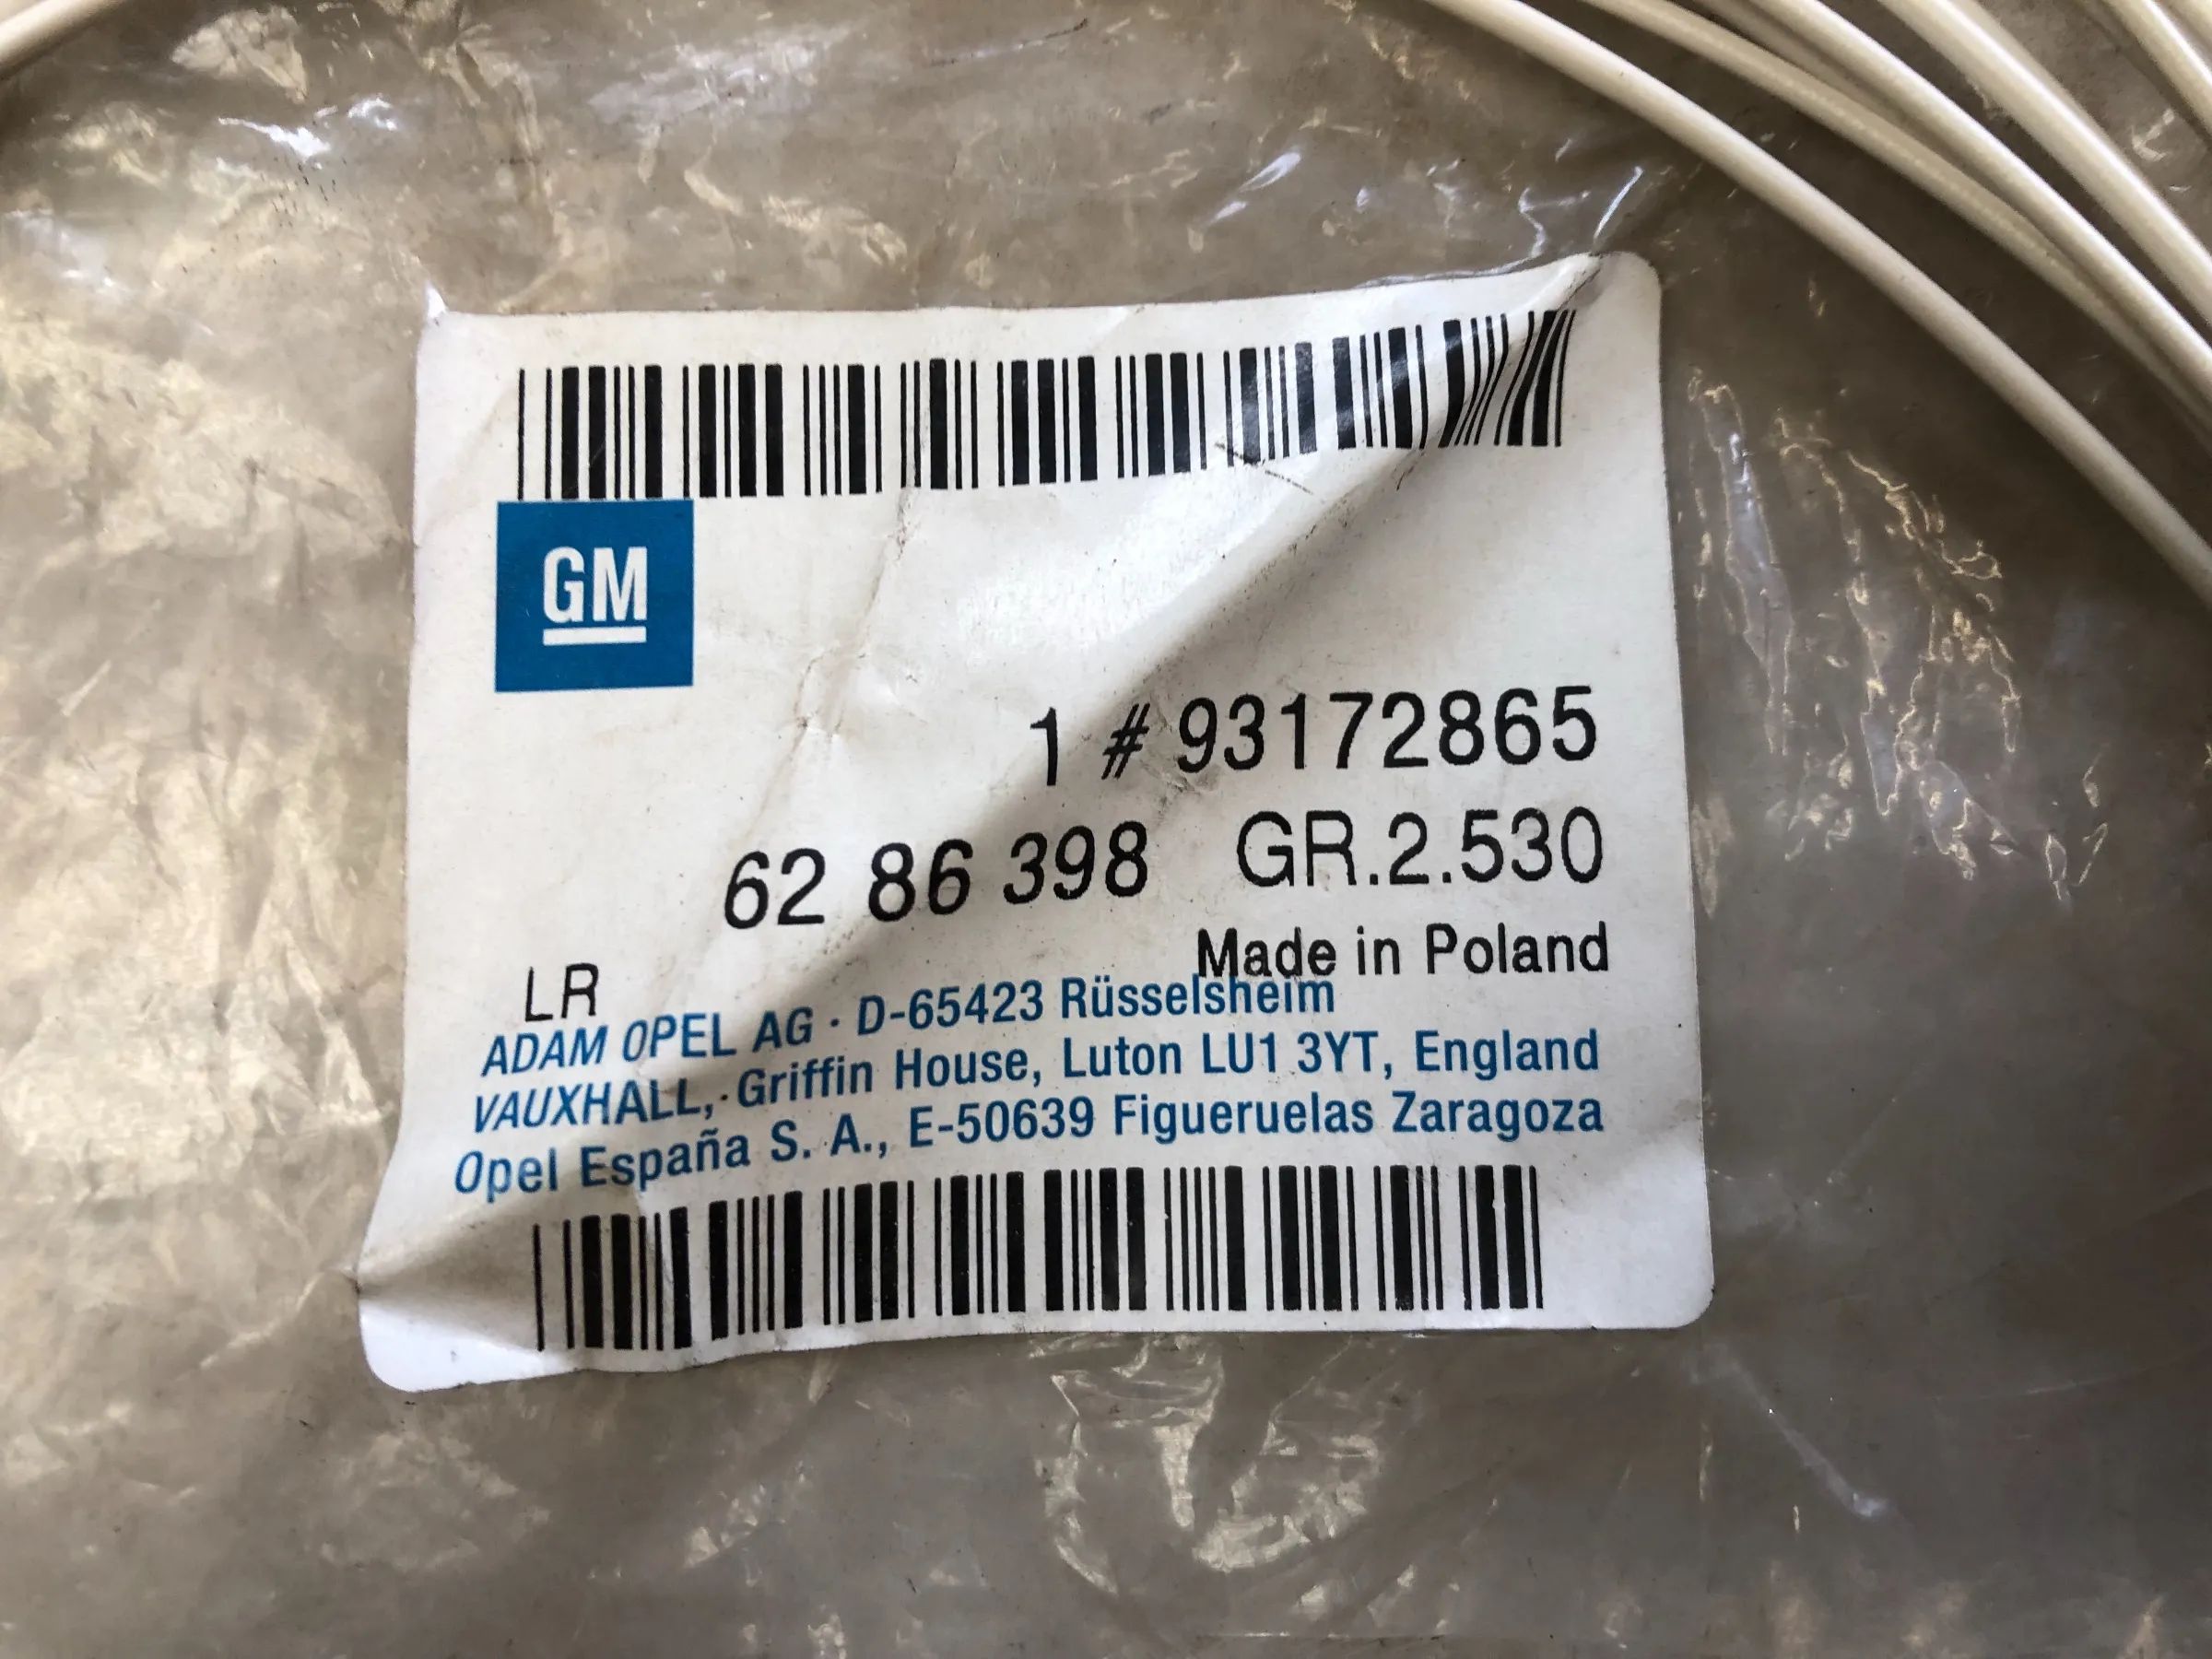 GM
1 # 93172865
62 86 398 GR.2.530
Made in Poland
LR
ADAM OPEL AG · D-65423 Rüsselsheim
VAUXHALL, Griffin House, Luton LU1 3YT, England
Opel España S. A., E-50639 Figueruelas Zaragoza